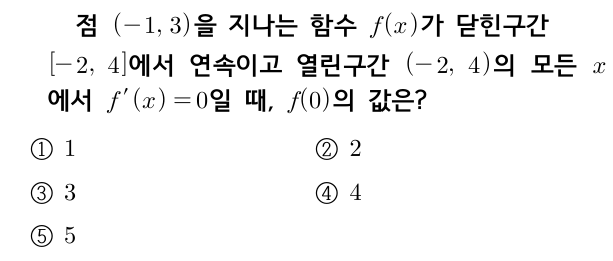 점 (−1, 3)을 지나는 함수 f(x)가 닫힌구간
[−2, 4]에서 연속이고 열린구간 (−2, 4)의 모든 x
에서 f′(x)=0일 때, f(0)의 값은?
① 1 ② 2
③ 3 ④ 4
⑤ 5